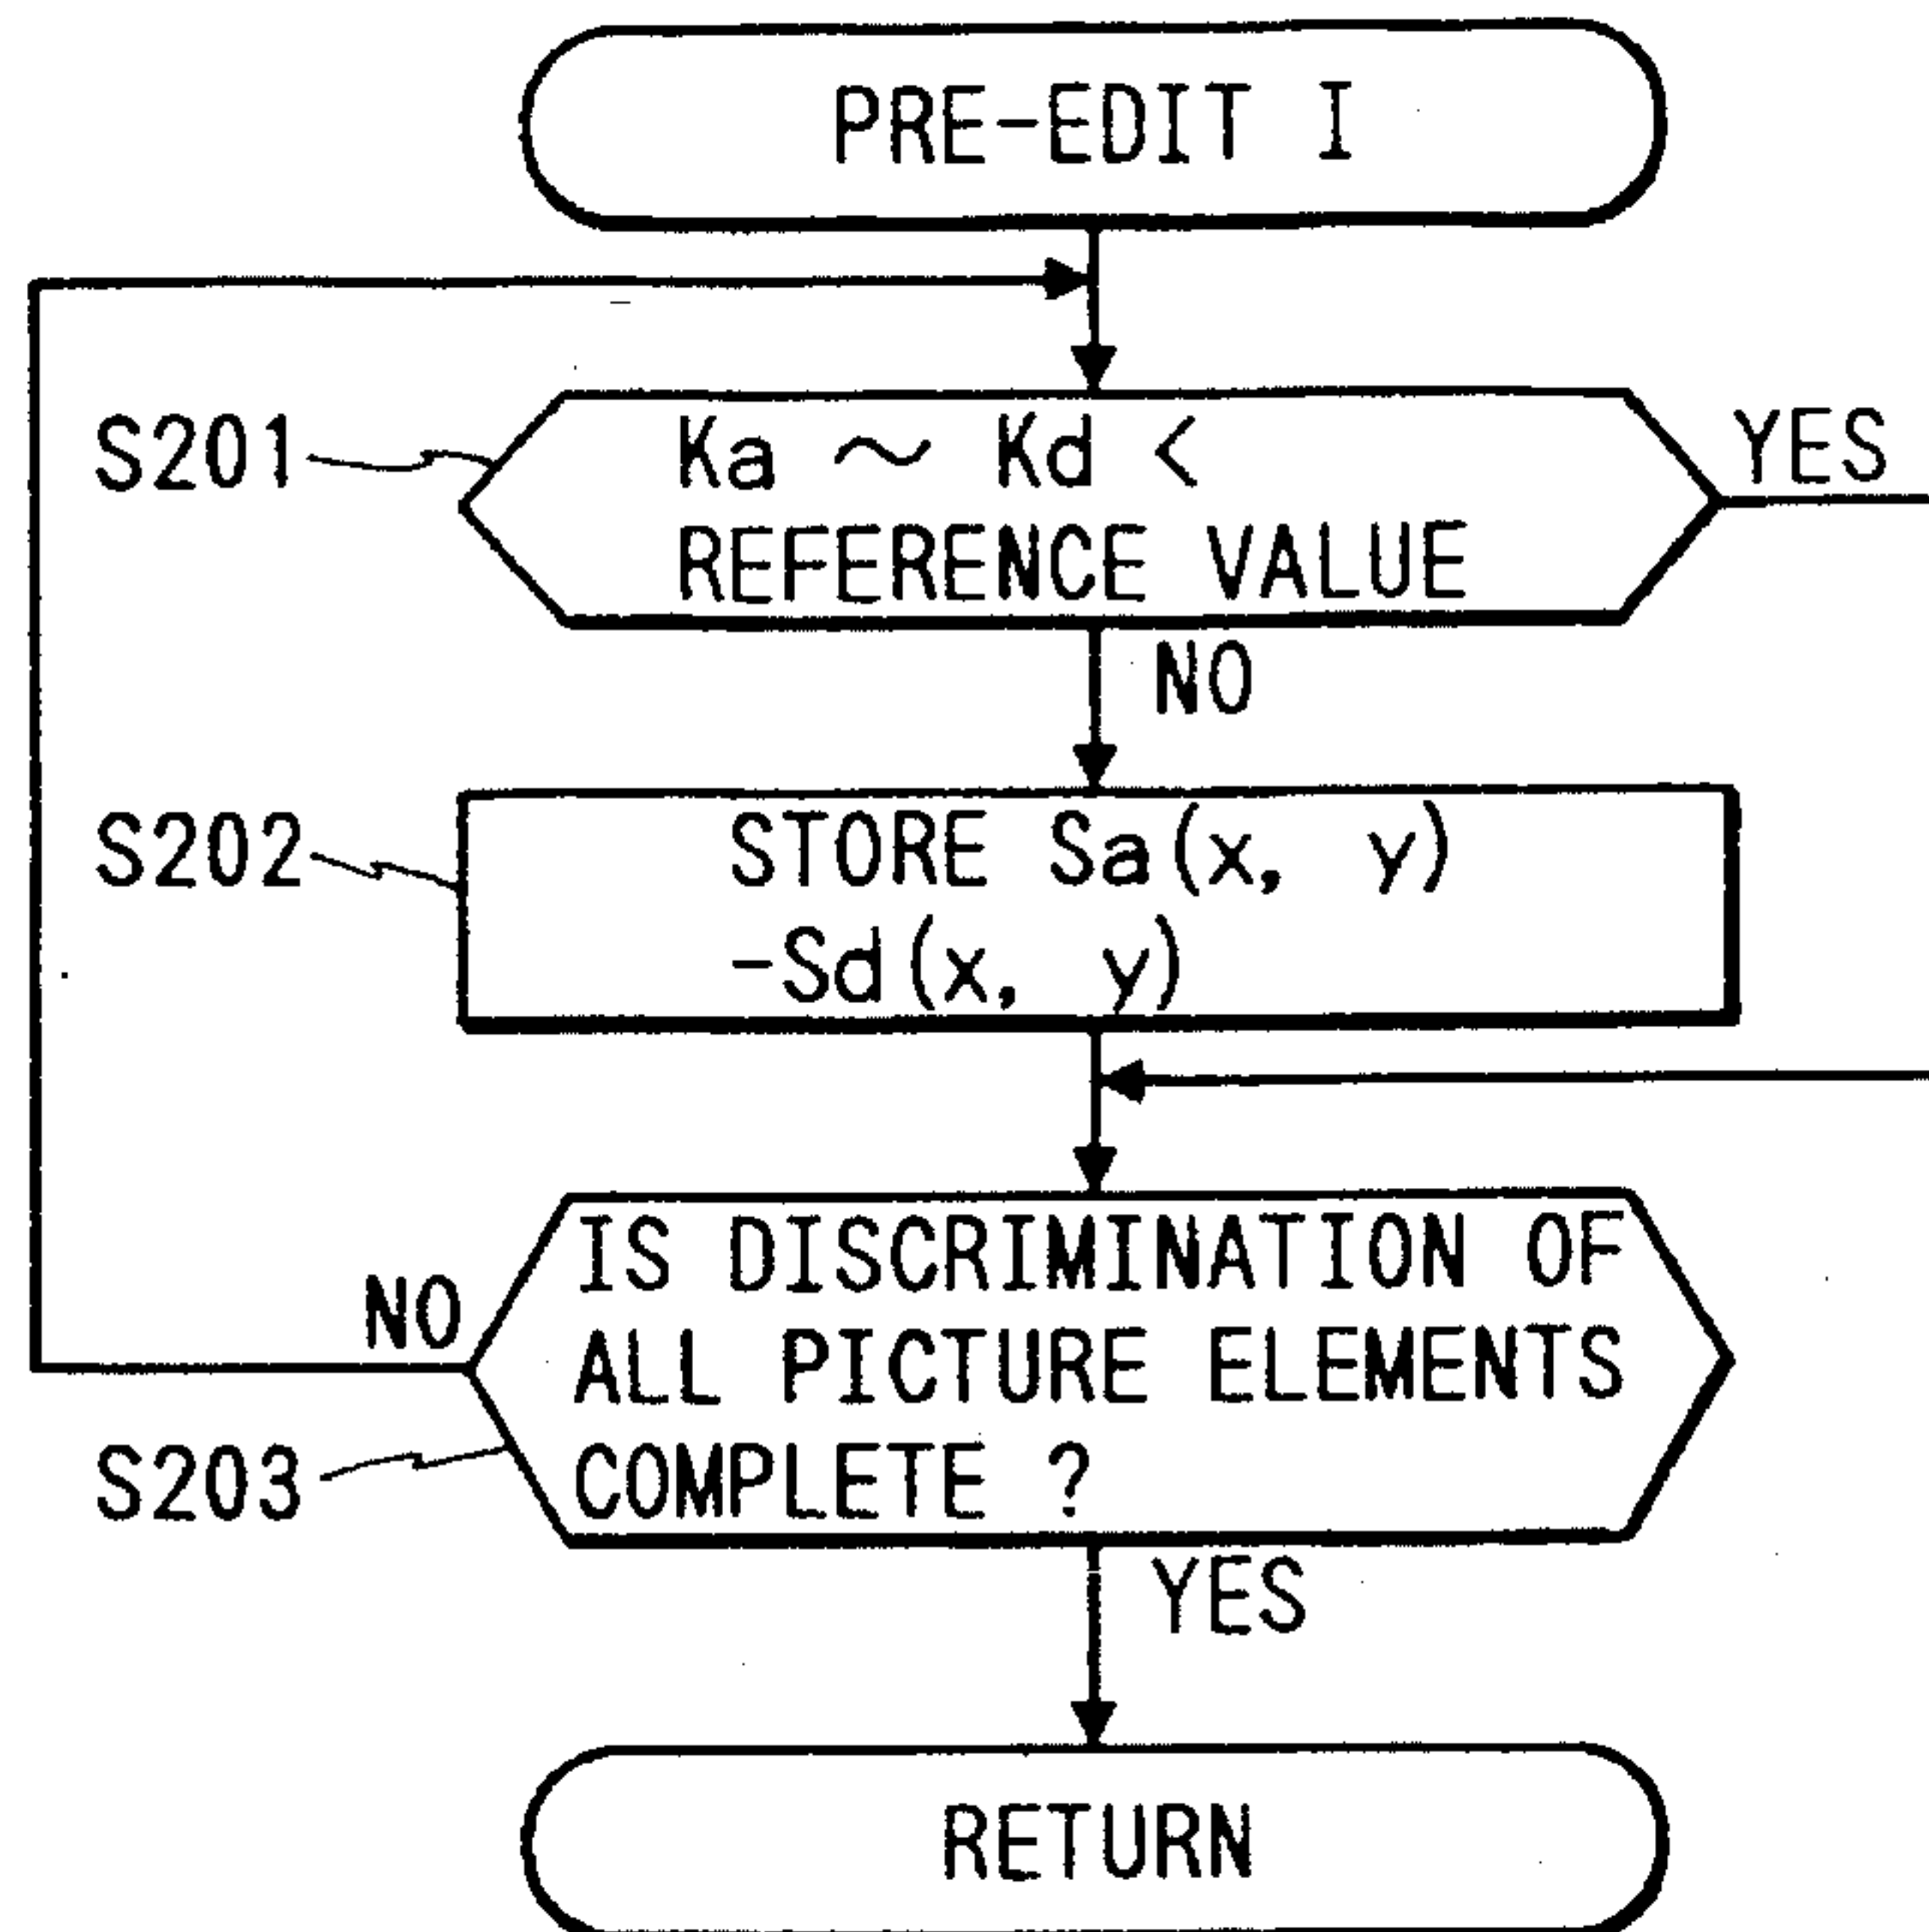 PRE-EDIT I
S201
Ka ~ Kd <
REFERENCE VALUE
YES
NO
S202
STORE Sa(x, y)
-Sd(x, y)
NO
IS DISCRIMINATION OF
ALL PICTURE ELEMENTS
COMPLETE ?
S203
YES
RETURN